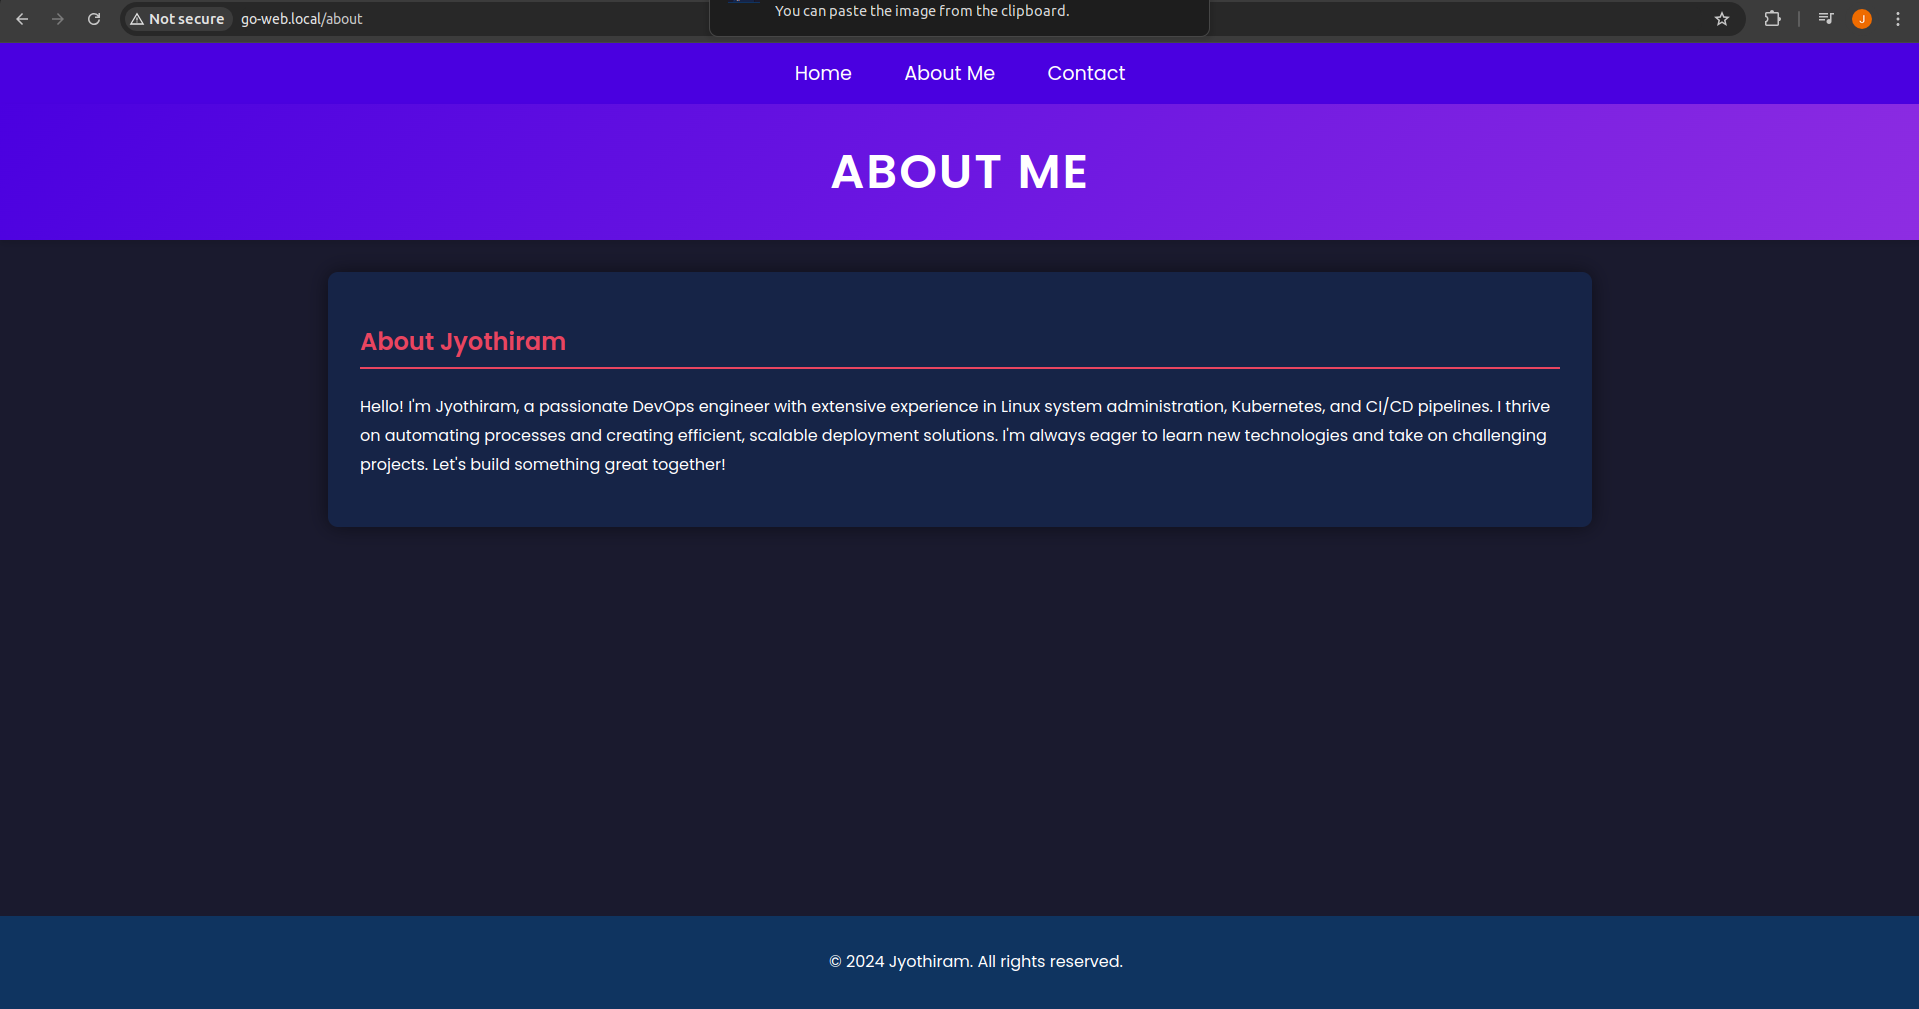 You can paste the image from the clipboard.
Not secure go-web.local/about
J
Home About Me Contact
ABOUT ME
About Jyothiram
Hello! I'm Jyothiram, a passionate DevOps engineer with extensive experience in Linux system administration, Kubernetes, and CI/CD pipelines. I thrive
on automating processes and creating efficient, scalable deployment solutions. I'm always eager to learn new technologies and take on challenging
projects. Let's build something great together!
© 2024 Jyothiram. All rights reserved.